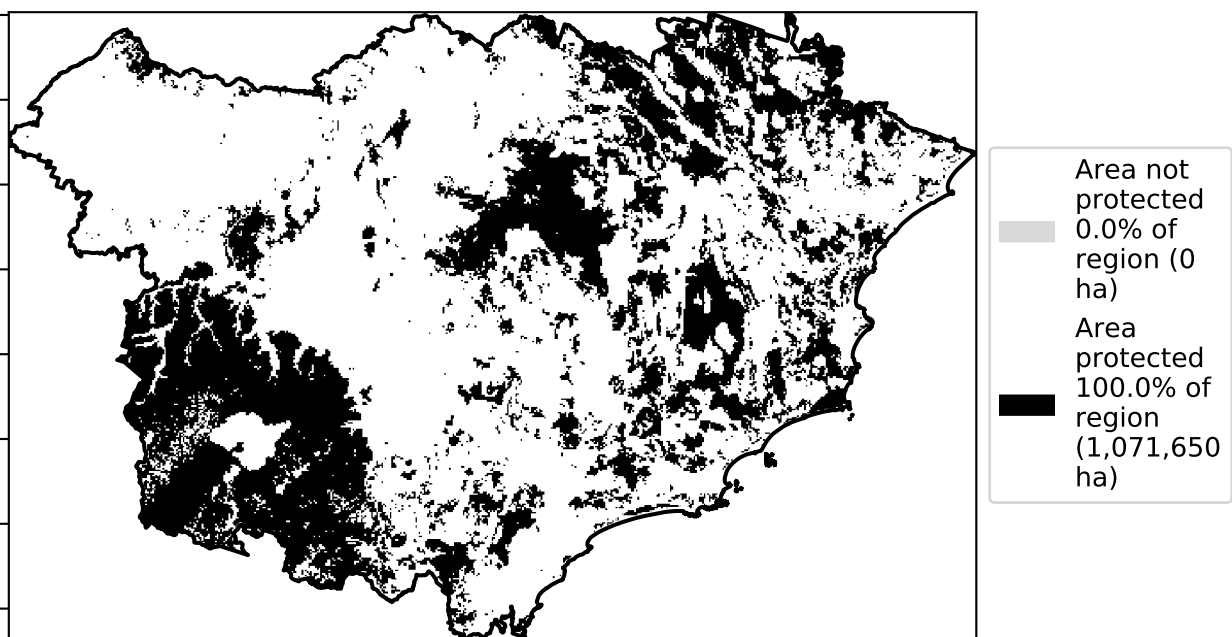 Area not
protected
0.0% of
region (0
ha)
Area
protected
100.0% of
region
(1,071,650
ha)